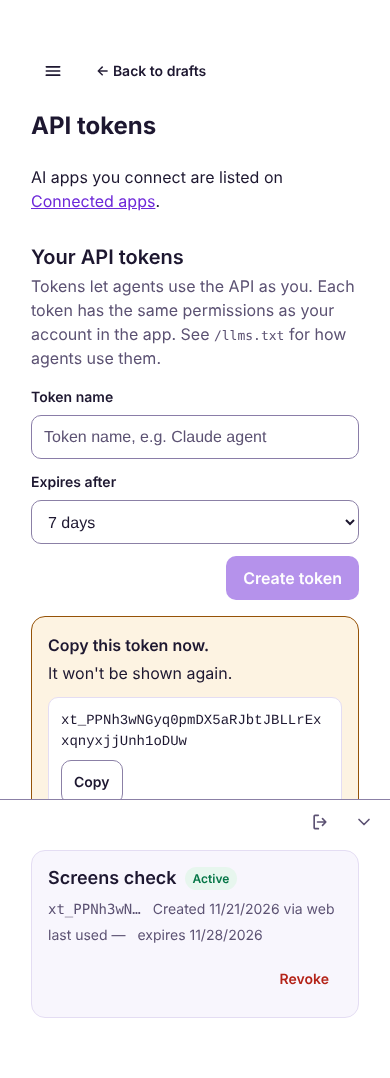 ← Back to drafts
API tokens
AI apps you connect are listed on
Connected apps.
Your API tokens
Tokens let agents use the API as you. Each
token has the same permissions as your
account in the app. See /llms.txt for how
agents use them.
Token name
Token name, e.g. Claude agent
Expires after
7 days
Create token
Copy this token now.
It won't be shown again.
xt_PPNh3wNGyq0pmDX5aRJbtJBLLrEx
xqnyxjjUnh1oDUw
Copy
Screens check Active
xt_PPNh3wN… Created 11/21/2026 via web
last used — expires 11/28/2026
Revoke